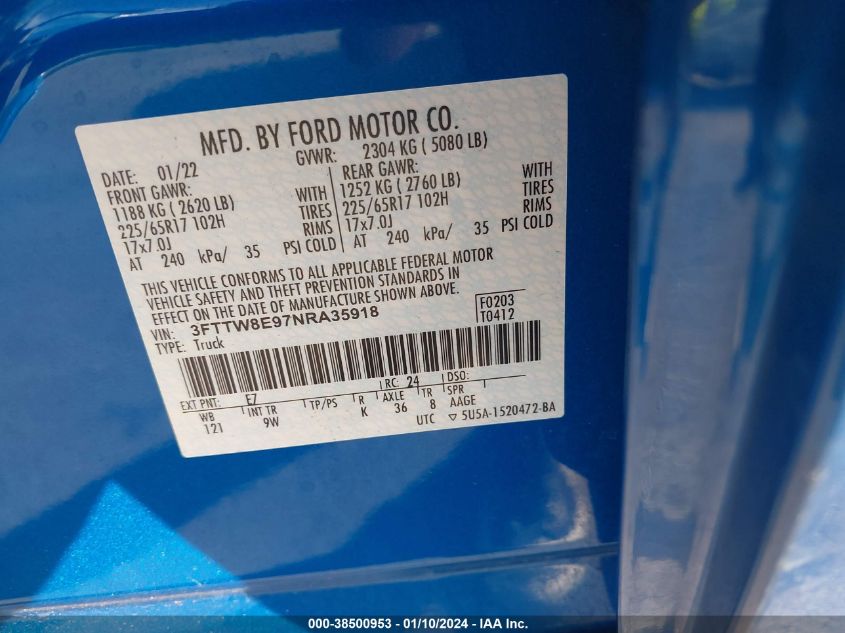 MFD. BY FORD MOTOR CO.
DATE: 01/22 GVWR: 2304 KG ( 5080 LB)
FRONT GAWR: REAR GAWR:
1188 KG ( 2620 LB) WITH 1252 KG ( 2760 LB) WITH
225/65R17 102H TIRES 225/65R17 102H TIRES
17x7.0J RIMS 17x7.0J RIMS
AT 240 kPa/ 35 PSI COLD AT 240 kPa/ 35 PSI COLD
THIS VEHICLE CONFORMS TO ALL APPLICABLE FEDERAL MOTOR
VEHICLE SAFETY AND THEFT PREVENTION STANDARDS IN
EFFECT ON THE DATE OF MANUFACTURE SHOWN ABOVE.
VIN: 3FTTW8E97NRA35918
TYPE: Truck
F0203
T0412
EXT PNT: E7 RC: 24 DSO:
WB INT TR TP/PS R AXLE TR SPR
121 9W K 36 8 AAGE
UTC ▽ 5U5A-1520472-BA
000-38500953 - 01/10/2024 - IAA Inc.